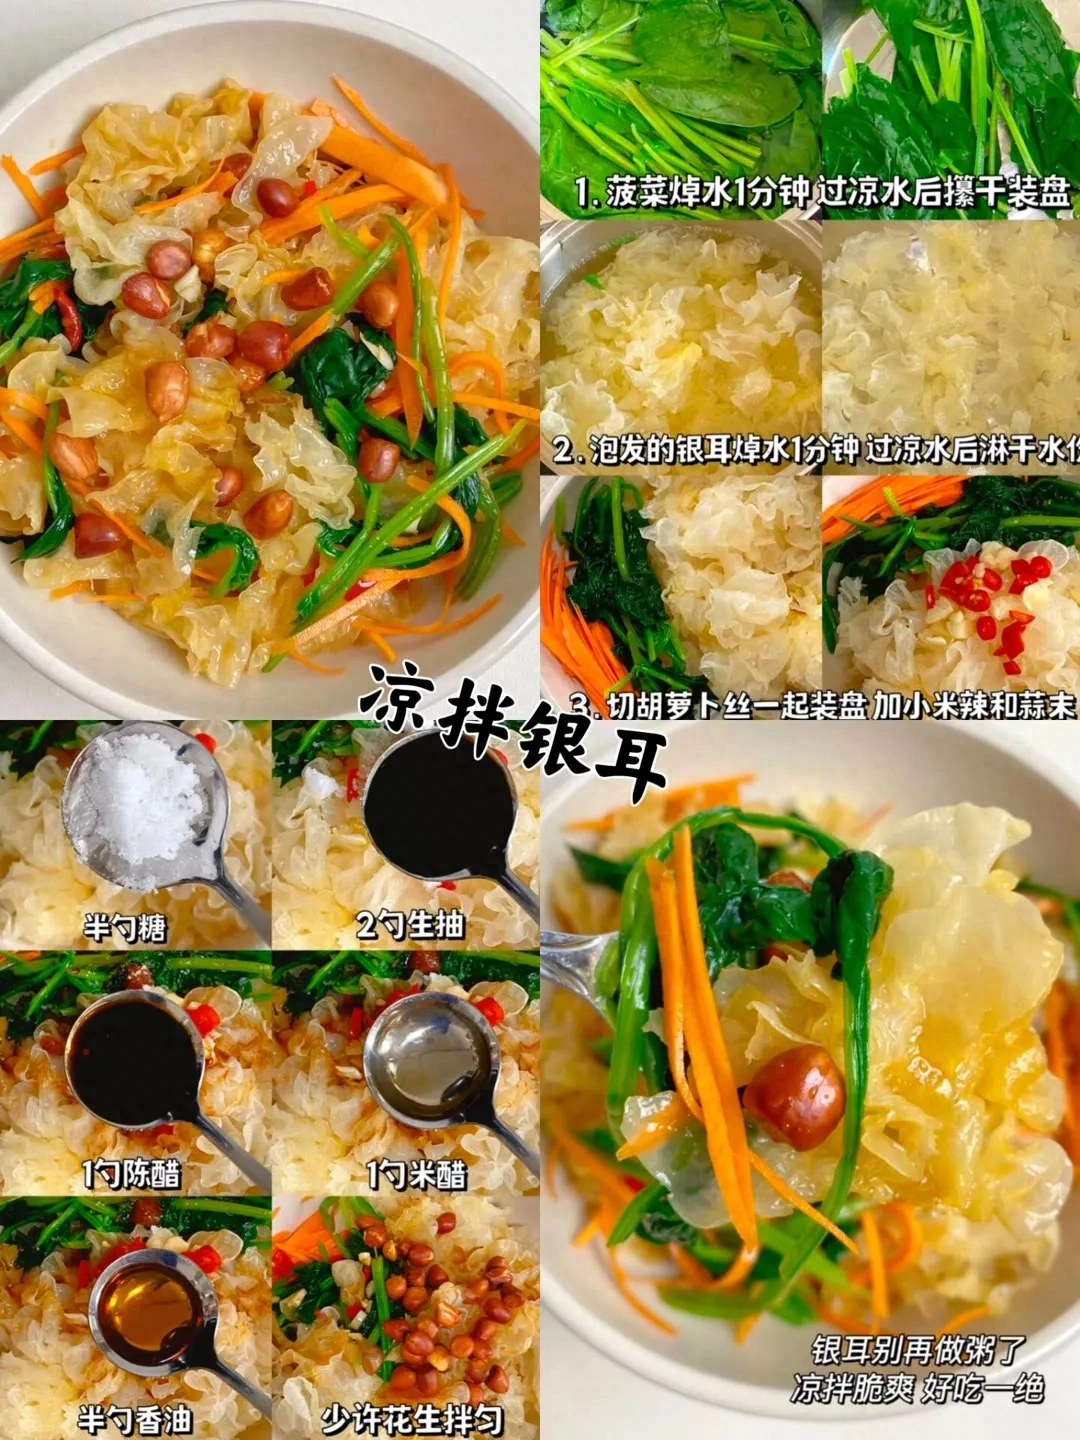 1.菠菜焯水1分钟 过凉水后攥干装盘
2.泡发的银耳焯水1分钟 过凉水后淋干水份
3.切胡萝卜丝一起装盘 加小米辣和蒜末
凉拌银耳
半勺糖
2勺生抽
1勺陈醋
1勺米醋
半勺香油
少许花生拌匀
银耳别再做粥了
凉拌脆爽 好吃一绝